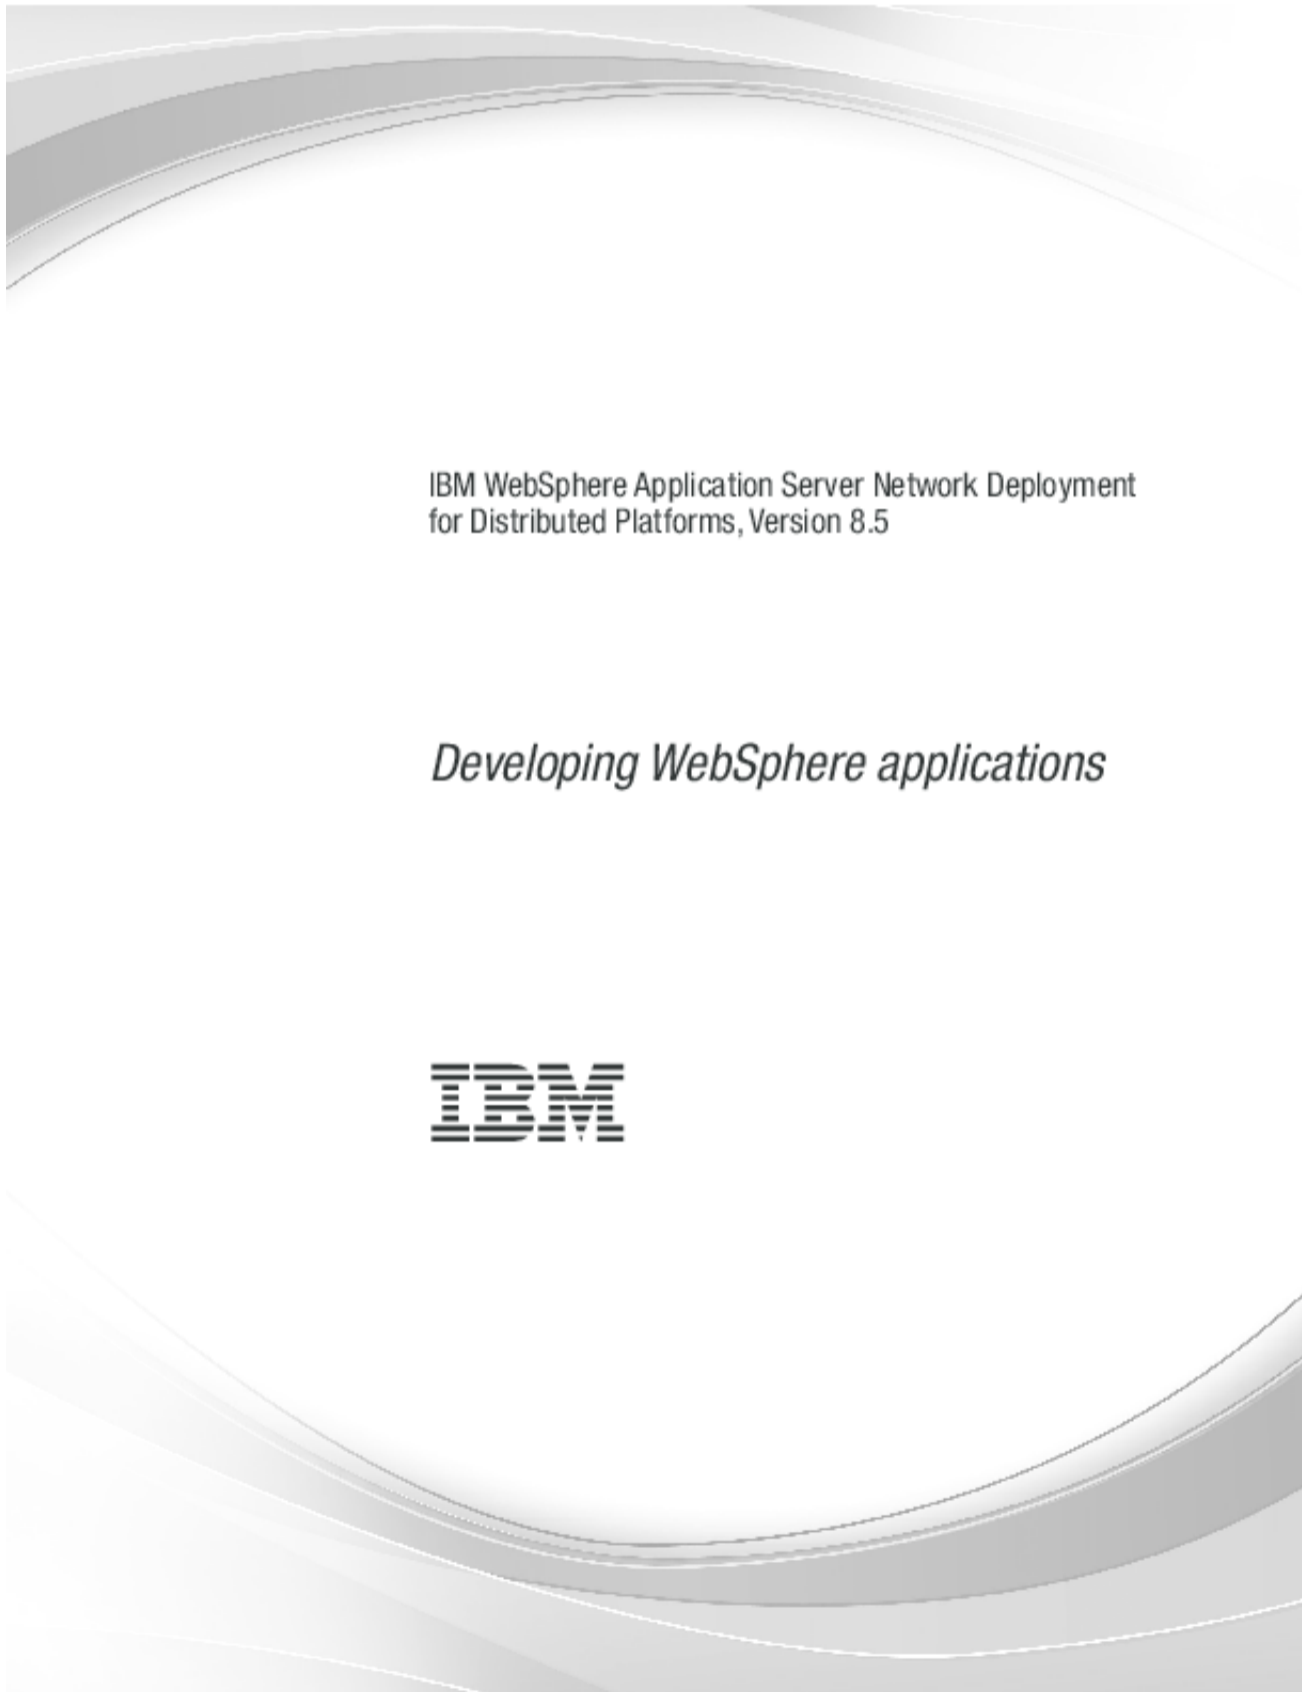 IBM WebSphere Application Server Network Deployment
for Distributed Platforms, Version 8.5
Developing WebSphere applications
IBM